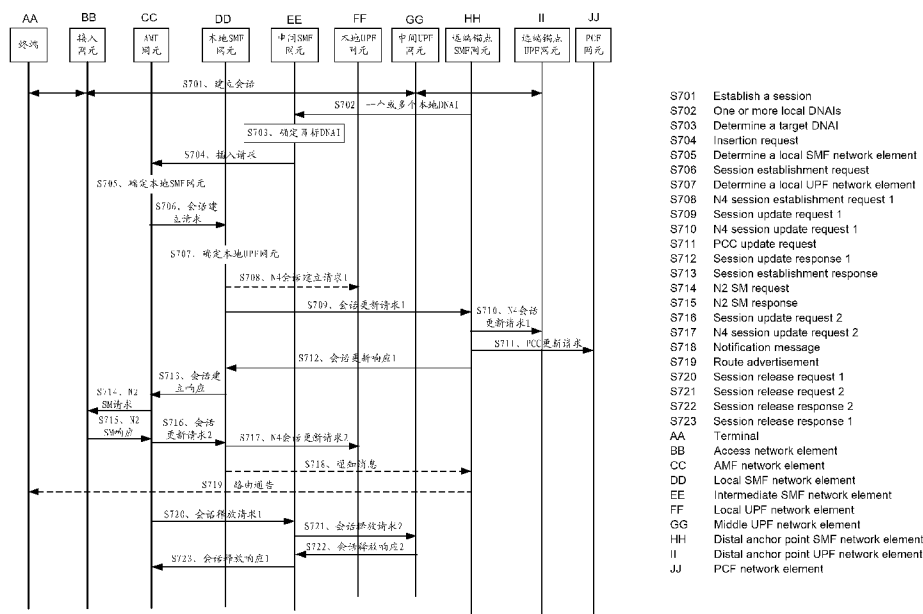 AA BB CC DD EE FF GG HH II JJ
终端
接入网元
AMF网元
本地SMF网元
中间SMF网元
本地UPF网元
中间UPF网元
远端锚点SMF网元
远端锚点UPF网元
PCF网元
S701、建立会话
S702、一个或多个本地DNAI
S703、确定目标DNAI
S704、插入请求
S705、确定本地SMF网元
S706、会话建立请求
S707、确定本地UPF网元
S708、N4会话建立请求1
S709、会话更新请求1
S710、N4会话更新请求1
S711、PCC更新请求
S712、会话更新响应1
S713、会话建立响应
S714、N2 SM请求
S715、N2 SM响应
S716、会话更新请求2
S717、N4会话更新请求2
S718、通知消息
S719、路由通告
S720、会话释放请求1
S721、会话释放请求2
S722、会话释放响应2
S723、会话释放响应1
S701 Establish a session
S702 One or more local DNAIs
S703 Determine a target DNAI
S704 Insertion request
S705 Determine a local SMF network element
S706 Session establishment request
S707 Determine a local UPF network element
S708 N4 session establishment request 1
S709 Session update request 1
S710 N4 session update request 1
S711 PCC update request
S712 Session update response 1
S713 Session establishment response
S714 N2 SM request
S715 N2 SM response
S716 Session update request 2
S717 N4 session update request 2
S718 Notification message
S719 Route advertisement
S720 Session release request 1
S721 Session release request 2
S722 Session release response 2
S723 Session release response 1
AA Terminal
BB Access network element
CC AMF network element
DD Local SMF network element
EE Intermediate SMF network element
FF Local UPF network element
GG Middle UPF network element
HH Distal anchor point SMF network element
II Distal anchor point UPF network element
JJ PCF network element